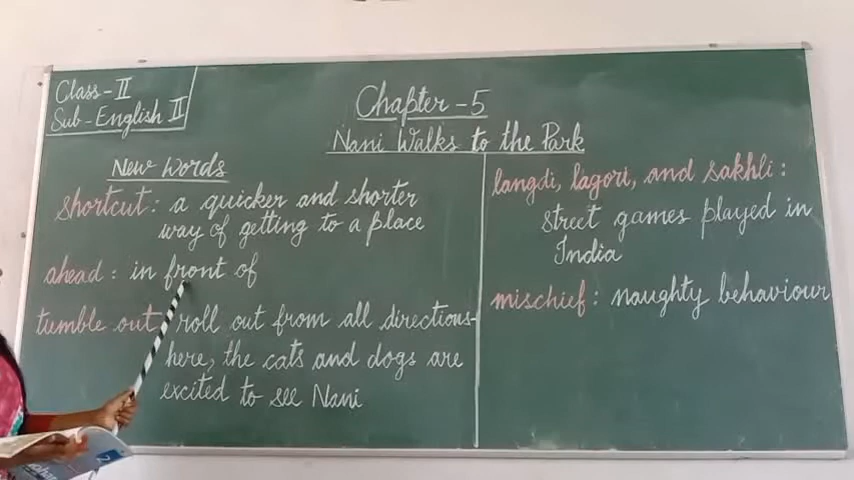 Class-II
Sub-English II
Chapter-5
Nani Walks to the Park
New Words
shortcut: a quicker and shorter
way of getting to a place
ahead: in front of
tumble out roll out from all directions-
here, the cats and dogs are
excited to see Nani
langdi, lagori, and sakhli:
street games played in
India
mischief: naughty behaviour
2